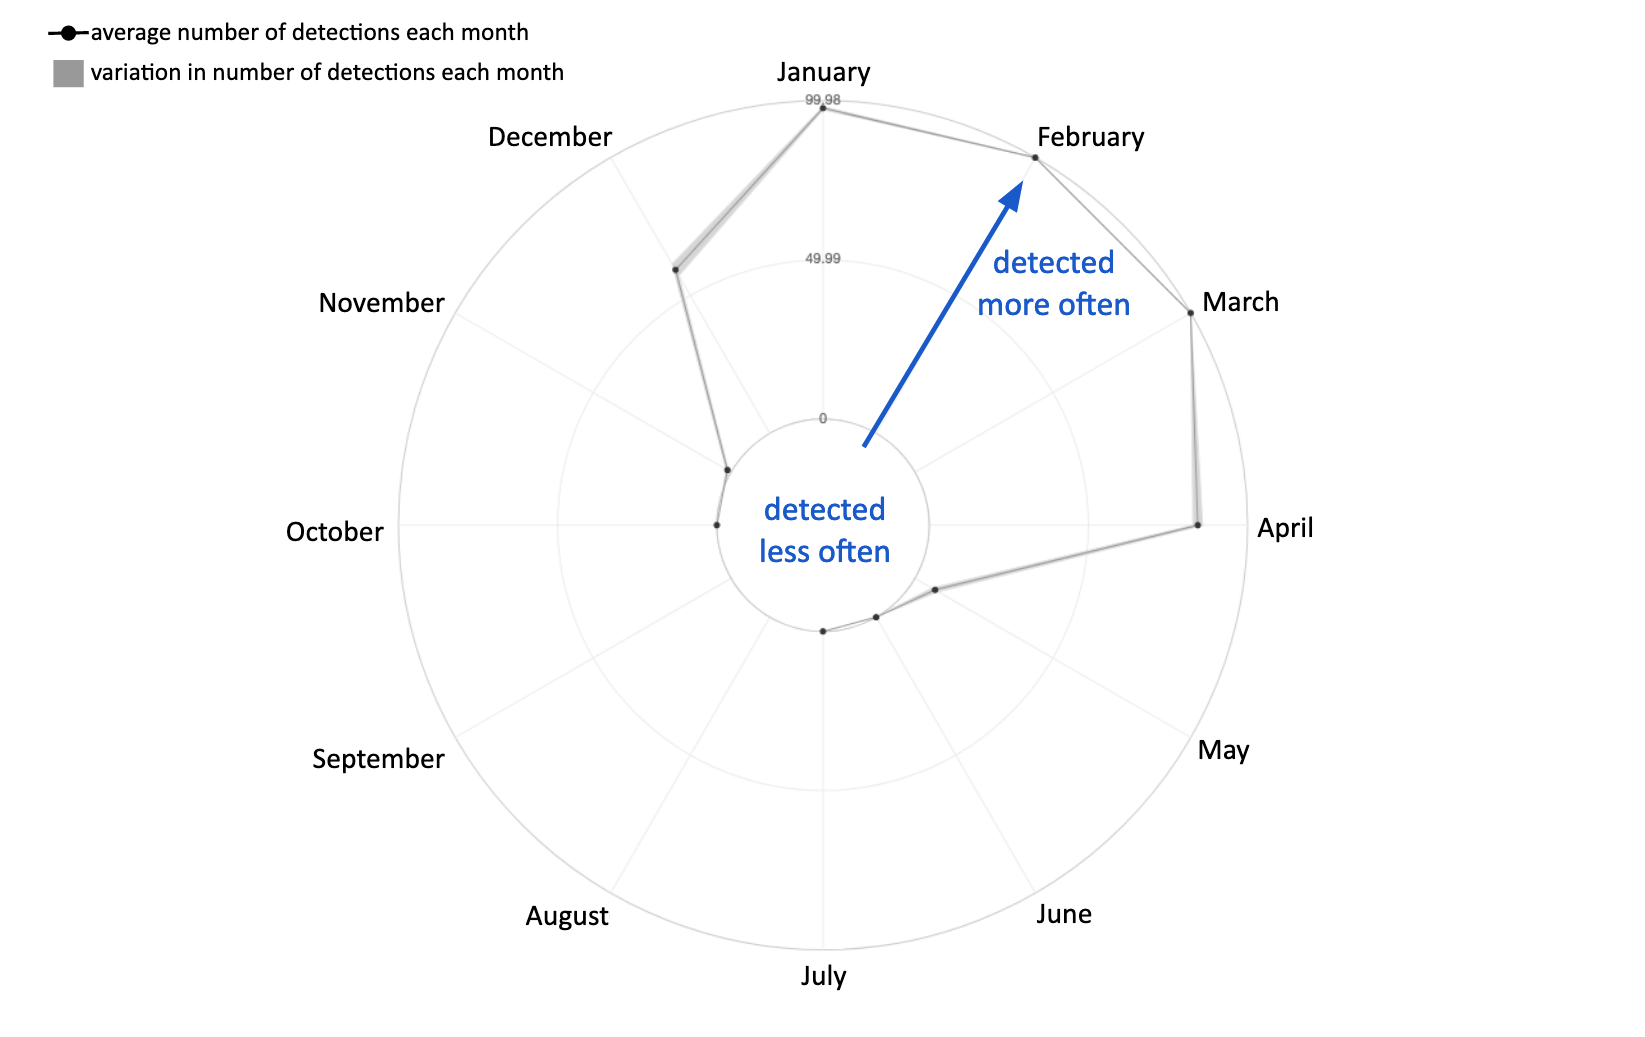 average number of detections each month
variation in number of detections each month
January
99.98
December
February
detected
more often
49.99
November
March
0
detected
less often
October
April
September
May
August
June
July